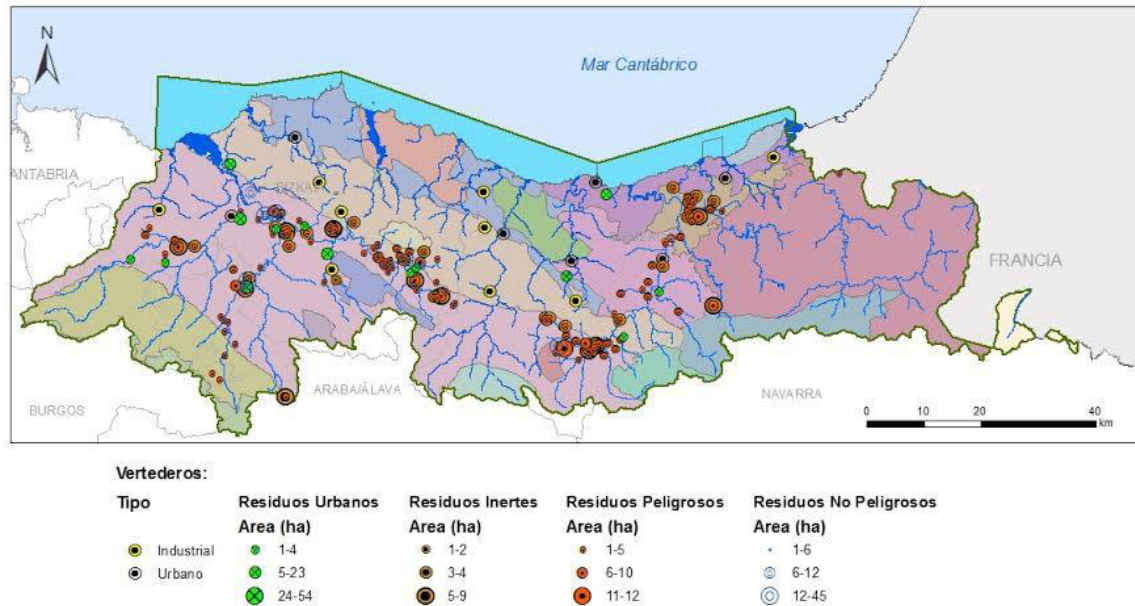 N
Mar Cantábrico
ANTABRIA
BIZKAI
FRANCIA
ARABA/ÁLAVA
NAVARRA
BURGOS
0 10 20 40
km
Vertederos:
Tipo Residuos Urbanos Residuos Inertes Residuos Peligrosos Residuos No Peligrosos
Area (ha) Area (ha) Area (ha) Area (ha)
Industrial 1-4 1-2 1-5 1-6
Urbano 5-23 3-4 6-10 6-12
24-54 5-9 11-12 12-45